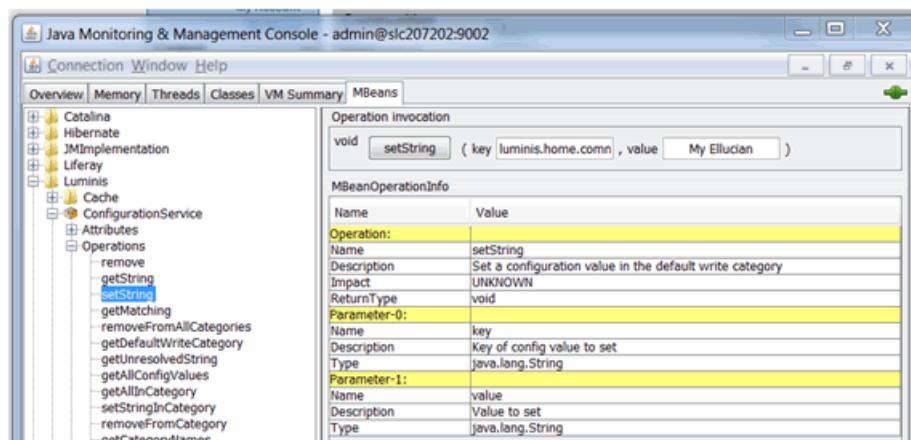 My Account
Java Monitoring & Management Console - admin@slc207202:9002
Connection Window Help
Overview Memory Threads Classes VM Summary MBeans
Catalina
Hibernate
JMImplementation
Liferay
Luminis
Cache
ConfigurationService
Attributes
Operations
remove
getString
setString
getMatching
removeFromAllCategories
getDefaultWriteCategory
getUnresolvedString
getAllConfigValues
getAllInCategory
setStringInCategory
removeFromCategory
getCategoryNames
Operation invocation
void setString ( key luminis.home.comn , value My Ellucian )
MBeanOperationInfo
Name Value
Operation:
Name setString
Description Set a configuration value in the default write category
Impact UNKNOWN
ReturnType void
Parameter-0:
Name key
Description Key of config value to set
Type java.lang.String
Parameter-1:
Name value
Description Value to set
Type java.lang.String